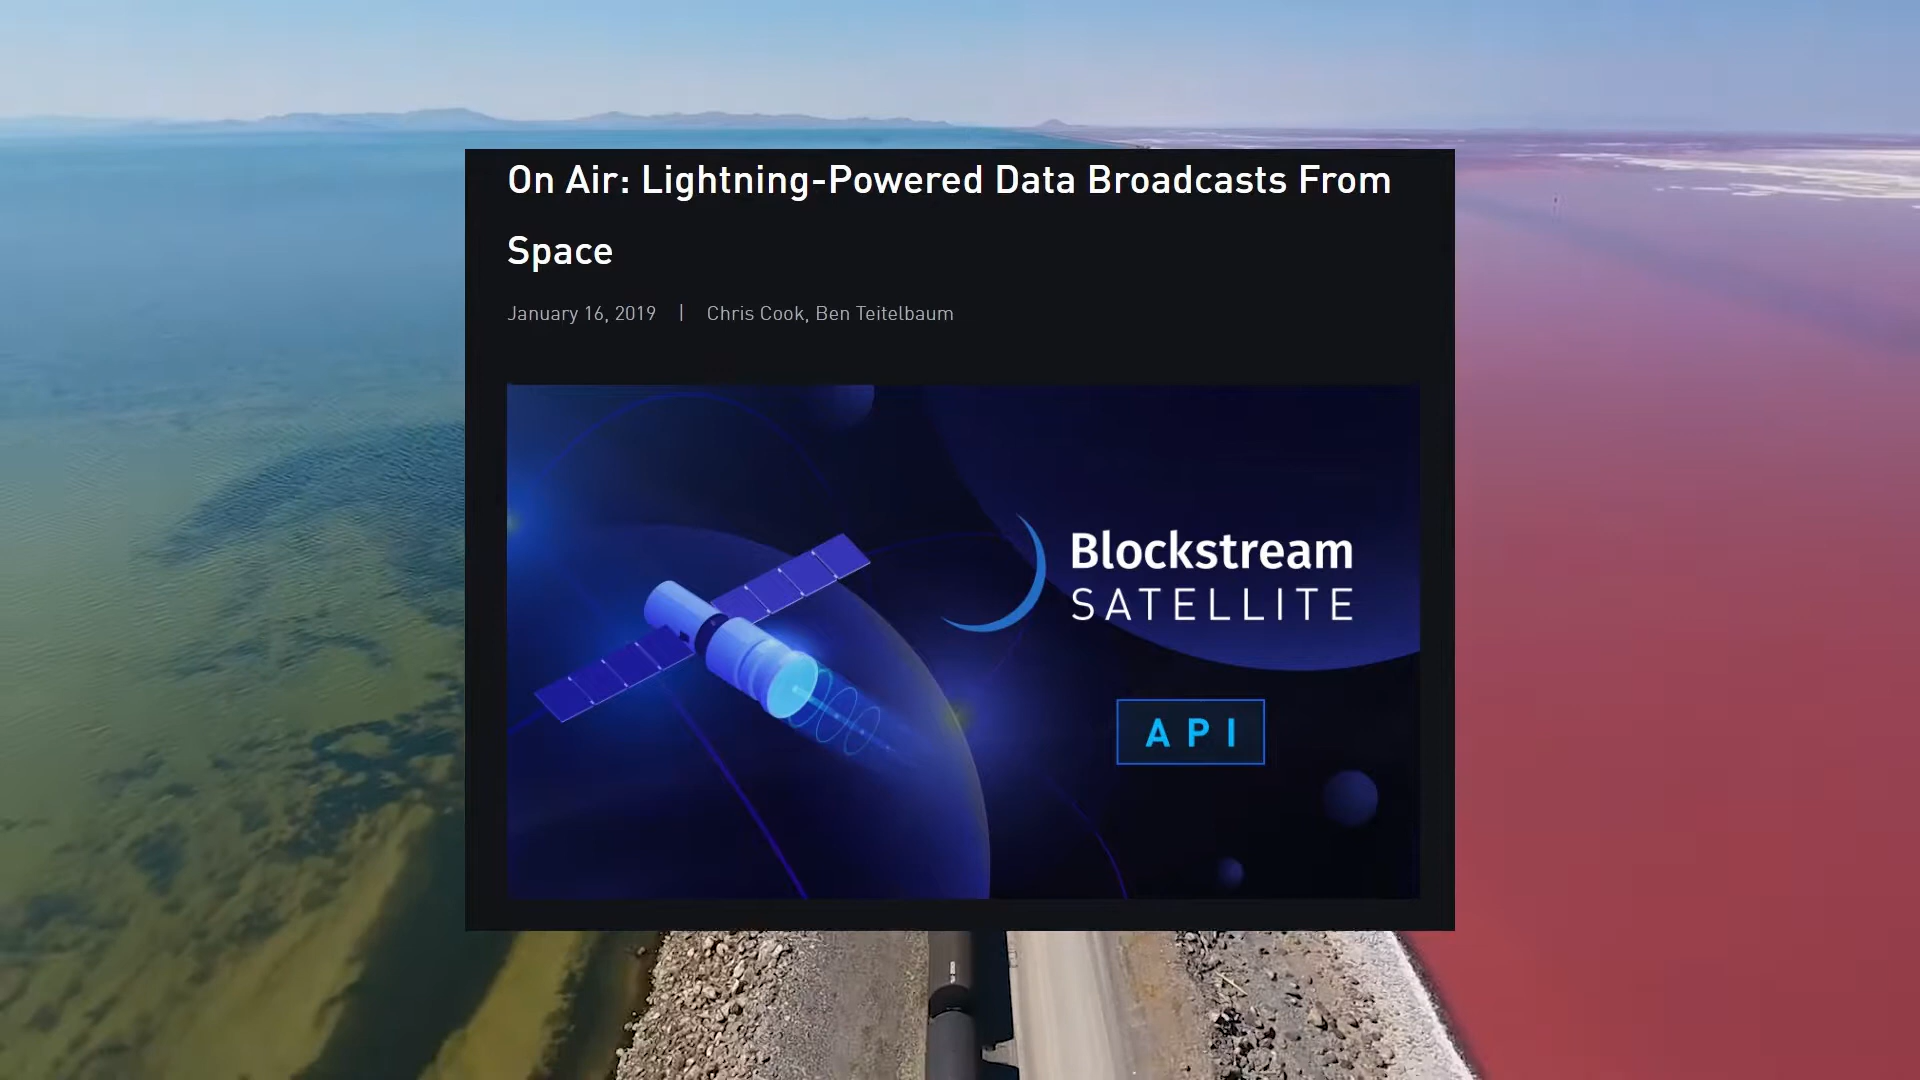 On Air: Lightning-Powered Data Broadcasts From
Space
January 16, 2019 | Chris Cook, Ben Teitelbaum
Blockstream
SATELLITE
API